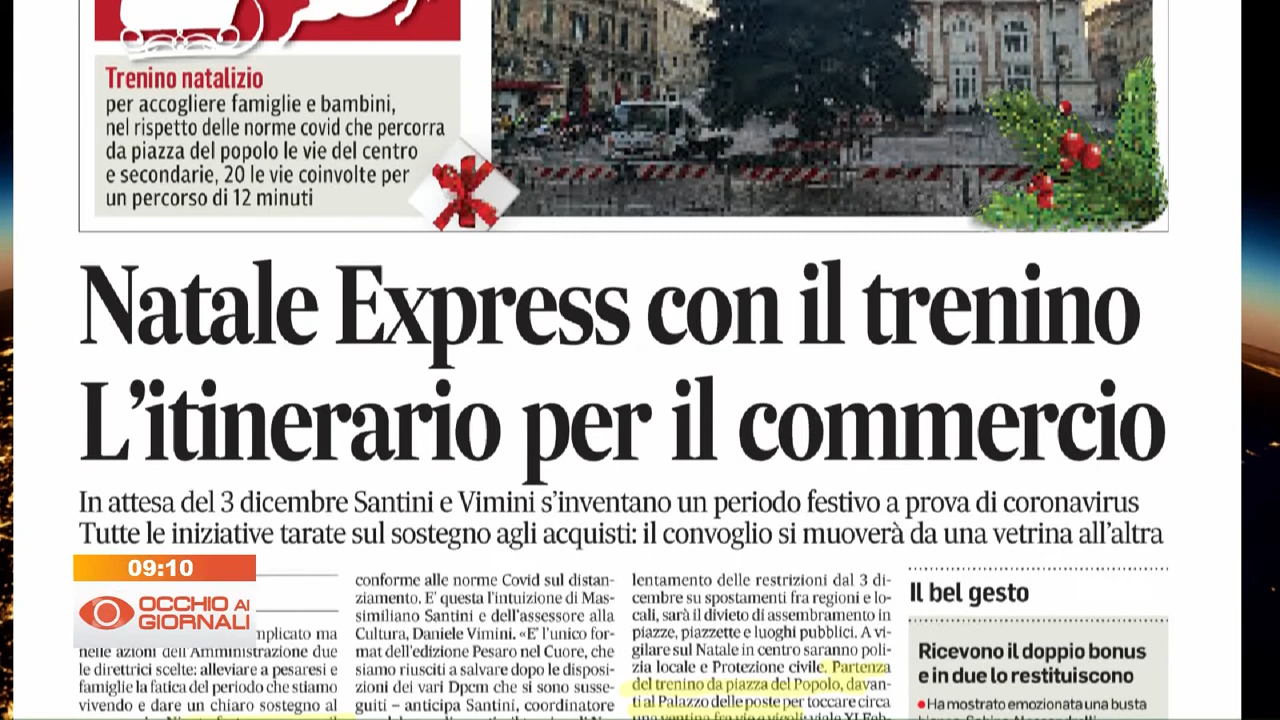 Trenino natalizio
per accogliere famiglie e bambini,
nel rispetto delle norme covid che percorra
da piazza del popolo le vie del centro
e secondarie, 20 le vie coinvolte per
un percorso di 12 minuti
Natale Express con il trenino
L'itinerario per il commercio
In attesa del 3 dicembre Santini e Vimini s'inventano un periodo festivo a prova di coronavirus
Tutte le iniziative tarate sul sostegno agli acquisti: il convoglio si muoverà da una vetrina all'altra
09:10
OCCHIO AI
GIORNALI
mplicato ma
nelle azioni dell'Amministrazione due
le direttrici scelte: alleviare a pesaresi e
famiglie la fatica del periodo che stiamo
vivendo e dare un chiaro sostegno al
conforme alle norme Covid sul distan-
ziamento. E' questa l'intuizione di Mas-
similiano Santini e dell'assessore alla
Cultura, Daniele Vimini. «E' l'unico for-
mat dell'edizione Pesaro nel Cuore, che
siamo riusciti a salvare dopo le disposi-
zioni dei vari Dpcm che si sono susse-
guiti – anticipa Santini, coordinatore
lentamento delle restrizioni dal 3 di-
cembre su spostamenti fra regioni e lo-
cali, sarà il divieto di assembramento in
piazze, piazzette e luoghi pubblici. A vi-
gilare sul Natale in centro saranno poli-
zia locale e Protezione civile. Partenza
del trenino da piazza del Popolo, davan-
ti al Palazzo delle poste per toccare circa
una ventina fra vie e vicoli: viale XI Feb-
Il bel gesto
Ricevono il doppio bonus
e in due lo restituiscono
● Ha mostrato emozionata una busta